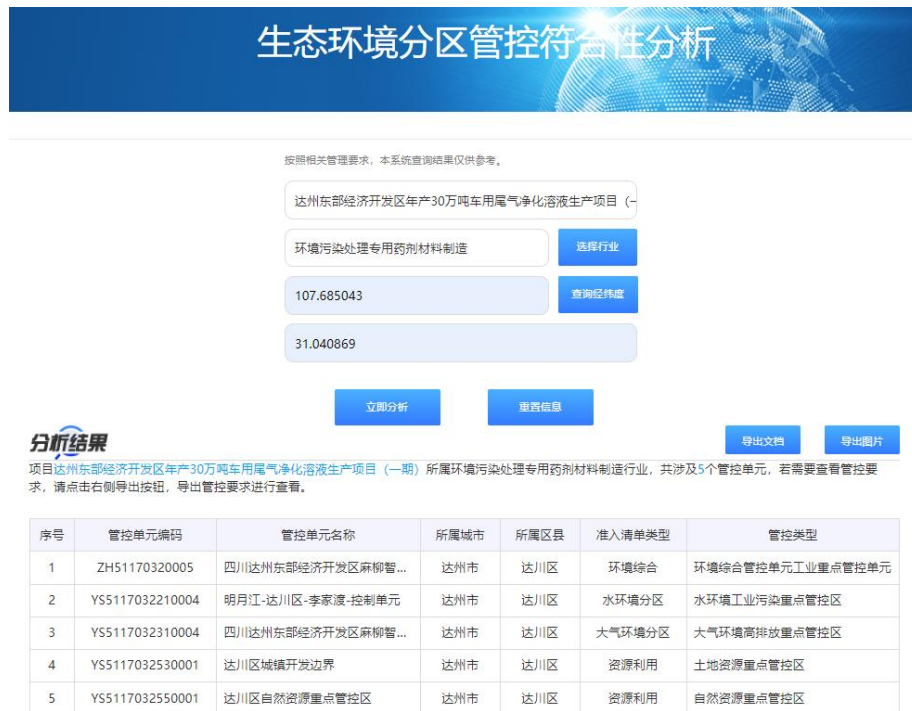 生态环境分区管控符合性分析
按照相关管理要求，本系统查询结果仅供参考。
达州东部经济开发区年产30万吨车用尾气净化溶液生产项目（一
环境污染处理专用药剂材料制造 选择行业
107.685043 查询经纬度
31.040869
立即分析 重置信息
分析结果 导出文档 导出图片
项目达州东部经济开发区年产30万吨车用尾气净化溶液生产项目（一期）所属环境污染处理专用药剂材料制造行业，共涉及5个管控单元，若需要查看管控要
求，请点击右侧导出按钮，导出管控要求进行查看。
序号 管控单元编码 管控单元名称 所属城市 所属区县 准入清单类型 管控类型
1 ZH51170320005 四川达州东部经济开发区麻柳智... 达州市 达川区 环境综合 环境综合管控单元工业重点管控单元
2 YS5117032210004 明月江-达川区-李家渡-控制单元 达州市 达川区 水环境分区 水环境工业污染重点管控区
3 YS5117032310004 四川达州东部经济开发区麻柳智... 达州市 达川区 大气环境分区 大气环境高排放重点管控区
4 YS5117032530001 达川区城镇开发边界 达州市 达川区 资源利用 土地资源重点管控区
5 YS5117032550001 达川区自然资源重点管控区 达州市 达川区 资源利用 自然资源重点管控区